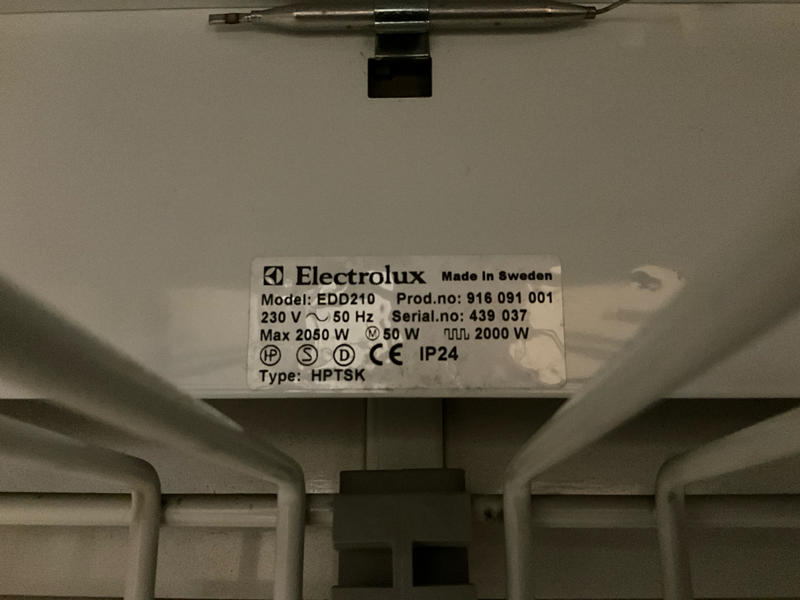 Electrolux Made in Sweden
Model: EDD210 Prod.no: 916 091 001
230 V ~ 50 Hz Serial.no: 439 037
Max 2050 W M 50 W 2000 W
HP S D CE IP24
Type: HPTSK